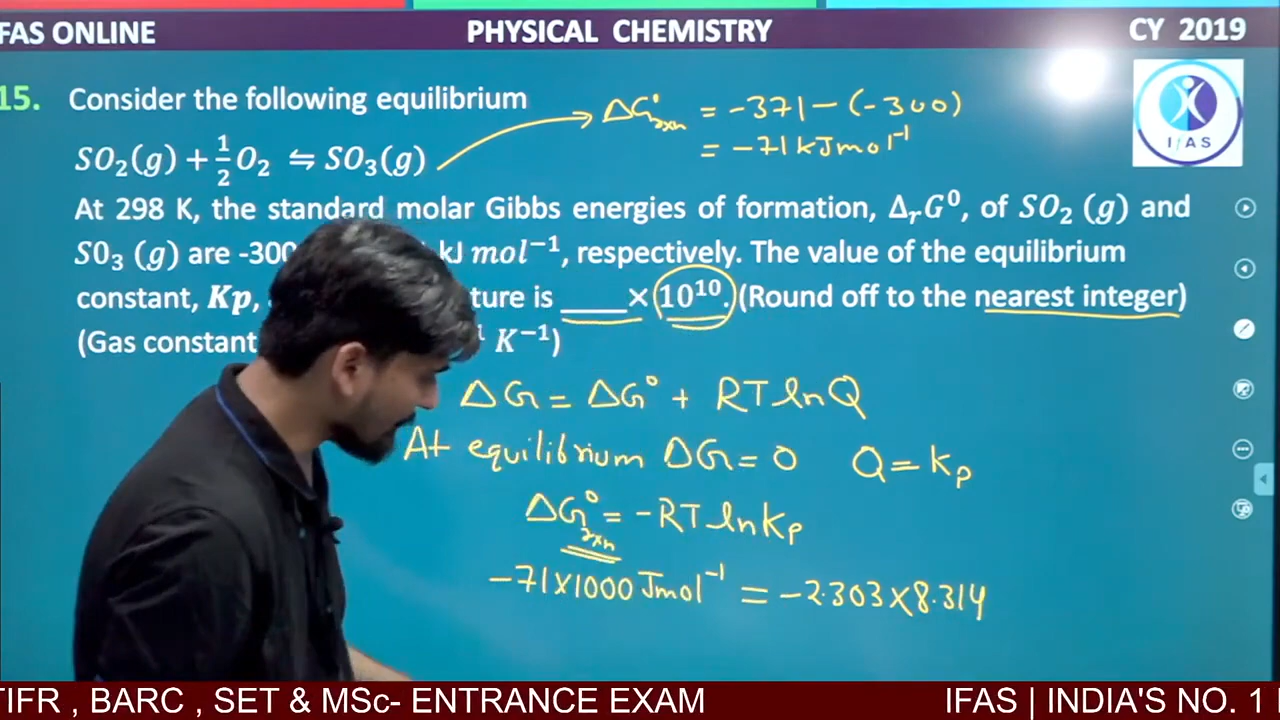 FAS ONLINE
PHYSICAL CHEMISTRY
CY 2019
15. Consider the following equilibrium
ΔG°rxn = -371 - (-300)
= -71 kJmol⁻¹
SO₂(g) + 1/2 O₂ ⇋ SO₃(g)
IFAS
At 298 K, the standard molar Gibbs energies of formation, ΔᵣG⁰, of SO₂ (g) and
S0₃ (g) are -300 kJ mol⁻¹, respectively. The value of the equilibrium
constant, Kp, ture is ____ × 10¹⁰. (Round off to the nearest integer)
(Gas constant K⁻¹)
ΔG = ΔG° + RT ln Q
At equilibrium ΔG = 0 Q = Kp
ΔG°rxn = -RT ln Kp
-71×1000 Jmol⁻¹ = -2.303×8.314
TIFR , BARC , SET & MSc- ENTRANCE EXAM
IFAS | INDIA'S NO. 1